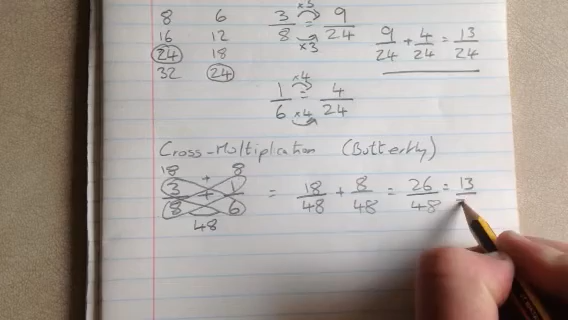 8 6
16 12
24 18
32 24
×3
3/8 = 9/24
×3
9/24 + 4/24 = 13/24
×4
1/6 = 4/24
×4
Cross-Multiplication (Butterfly)
18 + 8
3/8 + 1/6 = 18/48 + 8/48 = 26/48 = 13
48